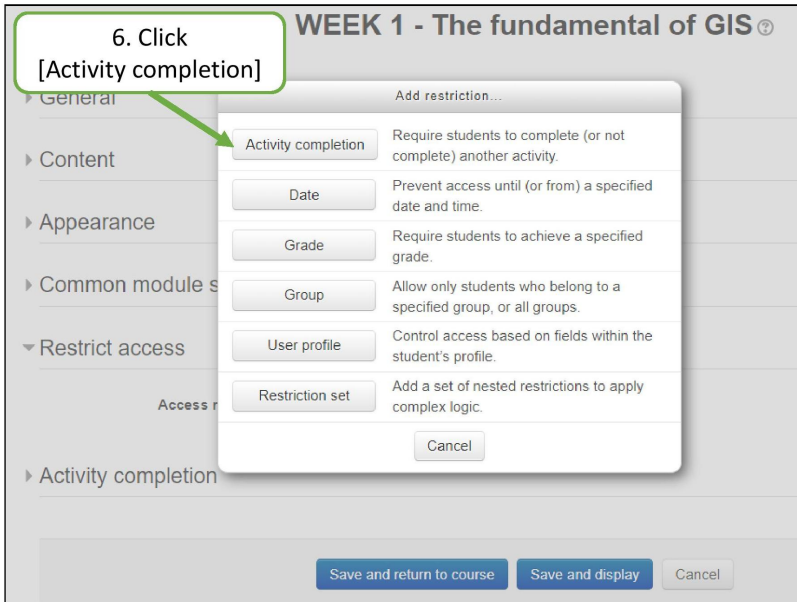 WEEK 1 - The fundamental of GIS
6. Click
[Activity completion]
General
Content
Appearance
Common module s
Restrict access
Access r
Activity completion
Add restriction...
Activity completion
Require students to complete (or not
complete) another activity.
Date
Prevent access until (or from) a specified
date and time.
Grade
Require students to achieve a specified
grade.
Group
Allow only students who belong to a
specified group, or all groups.
User profile
Control access based on fields within the
student's profile.
Restriction set
Add a set of nested restrictions to apply
complex logic.
Cancel
Save and return to course
Save and display
Cancel